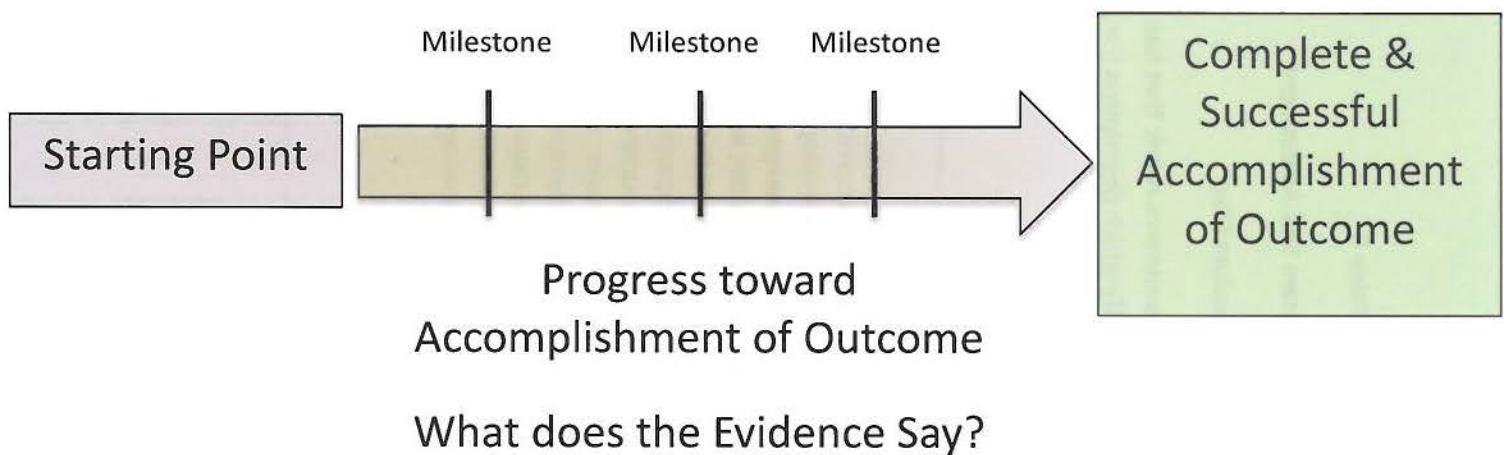 Milestone Milestone Milestone
Starting Point
Complete &
Successful
Accomplishment
of Outcome
Progress toward
Accomplishment of Outcome
What does the Evidence Say?